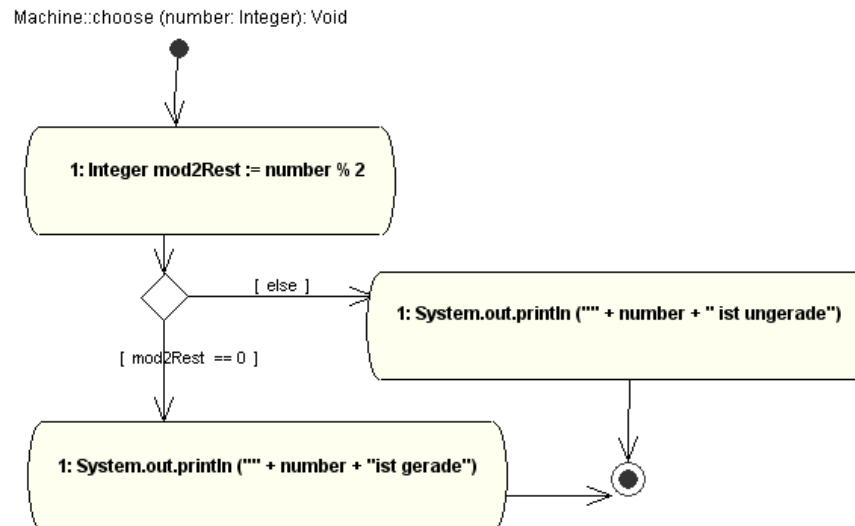 Machine::choose (number: Integer): Void
1: Integer mod2Rest := number % 2
[ else ]
1: System.out.println ("" + number + " ist ungerade")
[ mod2Rest == 0 ]
1: System.out.println ("" + number + "ist gerade")